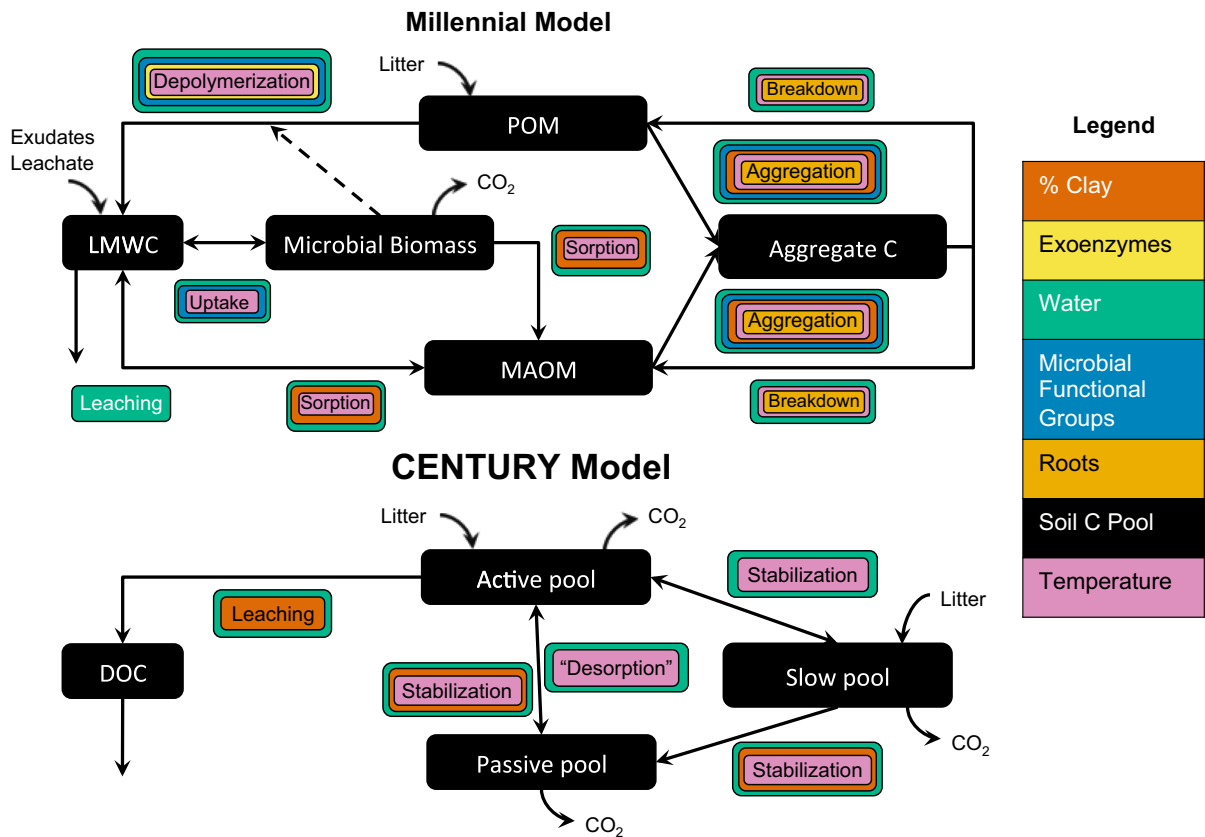 Millennial Model
Litter
Depolymerization
Breakdown
POM
Legend
Exudates
Leachate
Aggregation
% Clay
CO2
LMWC
Microbial Biomass
Sorption
Aggregate C
Exoenzymes
Water
Uptake
Aggregation
MAOM
Microbial
Functional
Groups
Leaching
Sorption
Breakdown
Roots
CENTURY Model
Litter
CO2
Soil C Pool
Active pool
Stabilization
Temperature
Leaching
Litter
DOC
“Desorption”
Stabilization
Slow pool
CO2
Passive pool
Stabilization
CO2